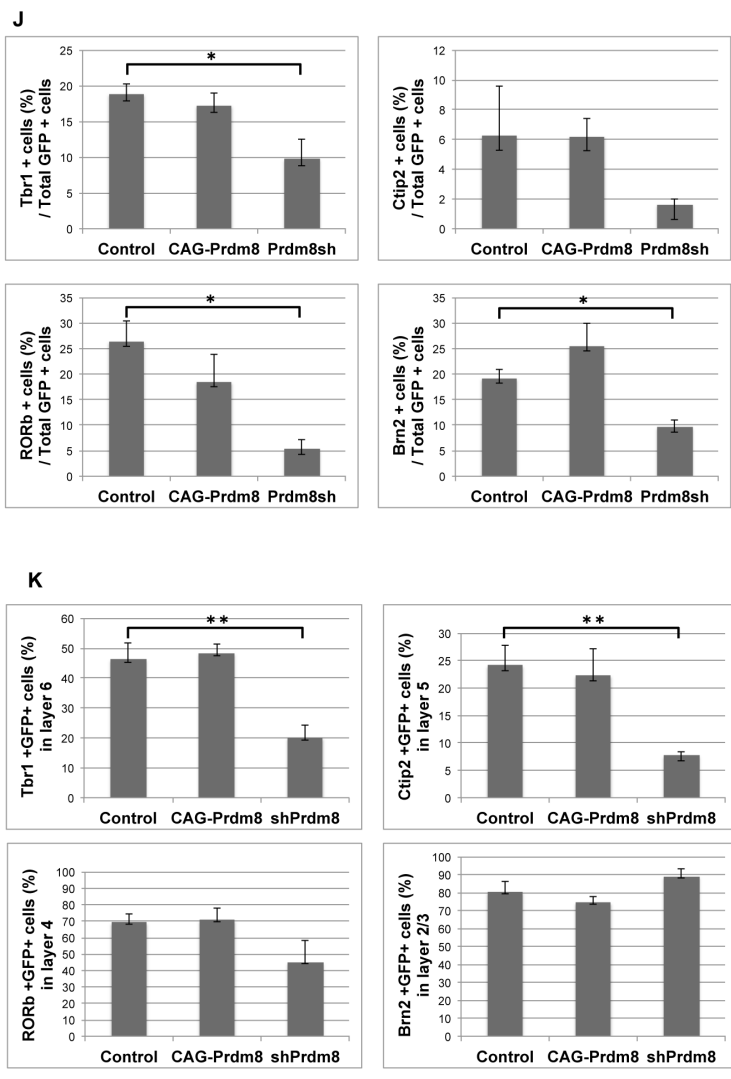 J
Tbr1 + cells (%)
/ Total GFP + cells
25
20
15
10
5
0
*
Control CAG-Prdm8 Prdm8sh
Ctip2 + cells (%)
/ Total GFP + cells
12
10
8
6
4
2
0
Control CAG-Prdm8 Prdm8sh
RORb + cells (%)
/ Total GFP + cells
35
30
25
20
15
10
5
0
*
Control CAG-Prdm8 Prdm8sh
Brn2 + cells (%)
/ Total GFP + cells
35
30
25
20
15
10
5
0
*
Control CAG-Prdm8 Prdm8sh
K
Tbr1 +GFP+ cells (%)
in layer 6
60
50
40
30
20
10
0
**
Control CAG-Prdm8 shPrdm8
Ctip2 +GFP+ cells (%)
in layer 5
30
25
20
15
10
5
0
**
Control CAG-Prdm8 shPrdm8
RORb +GFP+ cells (%)
in layer 4
100
90
80
70
60
50
40
30
20
10
0
Control CAG-Prdm8 shPrdm8
Brn2 +GFP+ cells (%)
in layer 2/3
100
90
80
70
60
50
40
30
20
10
0
Control CAG-Prdm8 shPrdm8